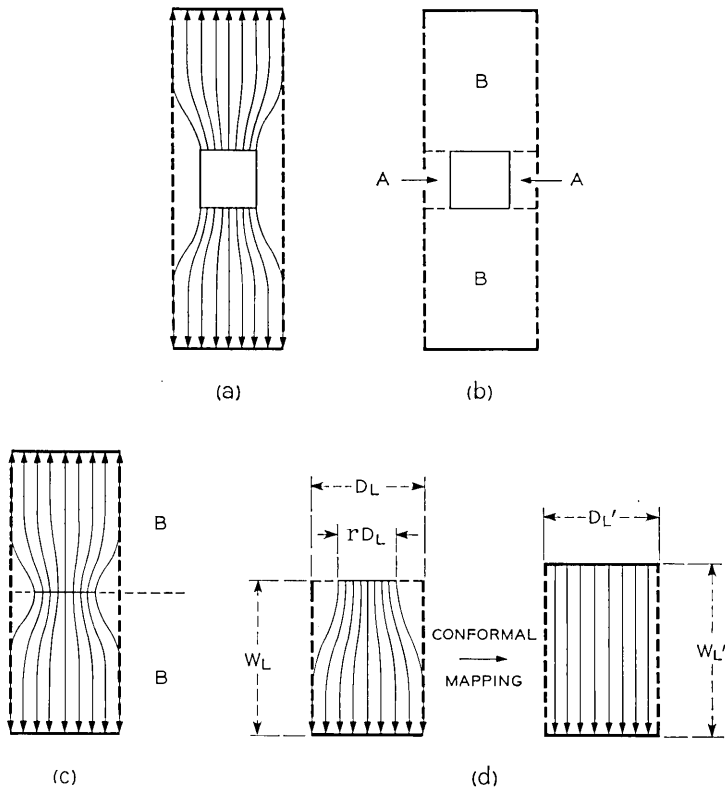 B
A
A
B
(a)
(b)
B
B
(c)
D_L
rD_L
W_L
CONFORMAL
MAPPING
D_L'
W_L'
(d)